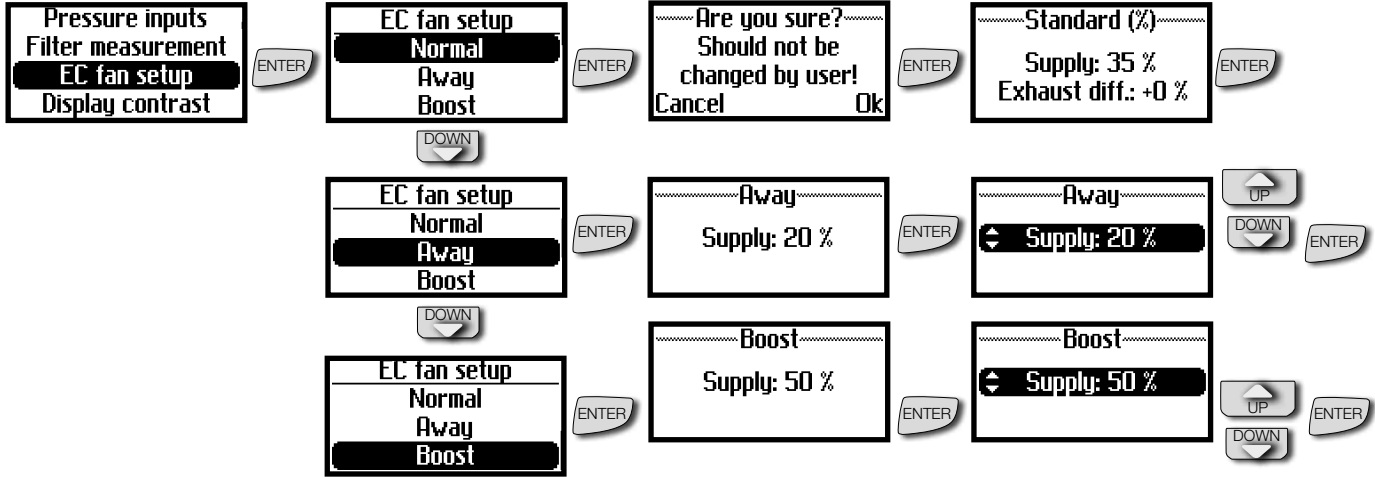 Pressure inputs
Filter measurement
EC fan setup
Display contrast
ENTER
EC fan setup
Normal
Away
Boost
ENTER
Are you sure?
Should not be
changed by user!
Cancel Ok
ENTER
Standard (%)
Supply: 35 %
Exhaust diff.: +0 %
ENTER
DOWN
EC fan setup
Normal
Away
Boost
ENTER
Away
Supply: 20 %
ENTER
Away
Supply: 20 %
UP
DOWN
ENTER
DOWN
EC fan setup
Normal
Away
Boost
ENTER
Boost
Supply: 50 %
ENTER
Boost
Supply: 50 %
UP
DOWN
ENTER